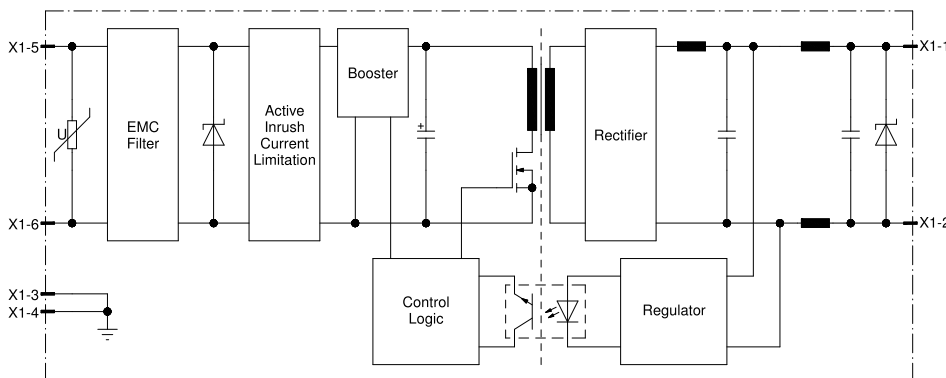 X1-5
X1-1
Booster
U
EMC
Filter
Active
Inrush
Current
Limitation
+
Rectifier
X1-6
X1-2
X1-3
X1-4
Control
Logic
Regulator